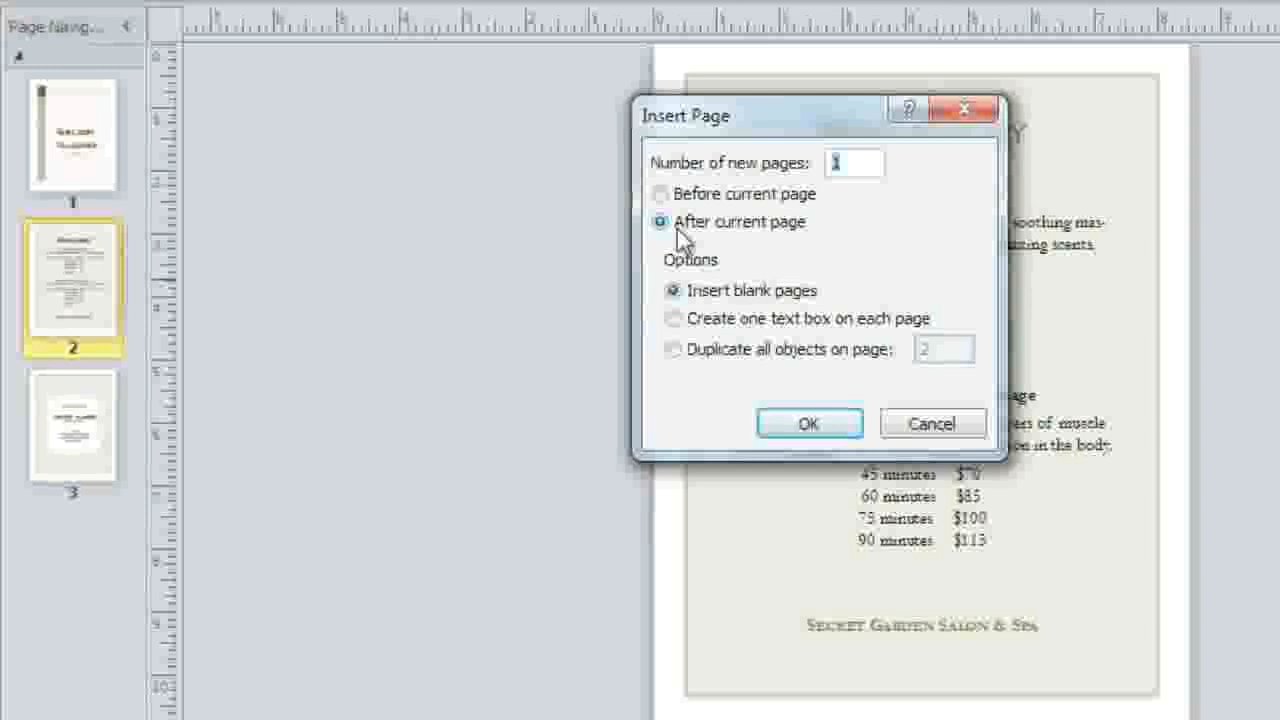 Page Navig...
Insert Page
Number of new pages: 1
Before current page
After current page
Options
Insert blank pages
Create one text box on each page
Duplicate all objects on page: 2
OK
Cancel
1
2
3
Y
soothing mas-
scents.
age
ers of muscle
on in the body.
45 minutes $70
60 minutes $85
75 minutes $100
90 minutes $115
SECRET GARDEN SALON & SPA